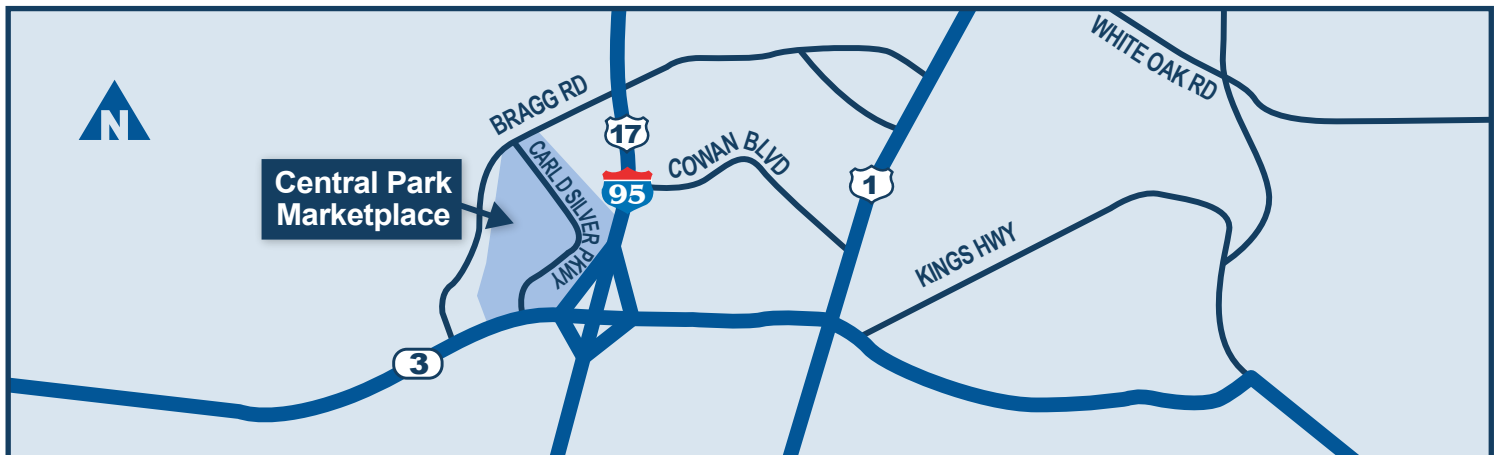 N
BRAGG RD
CARL D SILVER PKWY
Central Park
Marketplace
17
95
COWAN BLVD
1
WHITE OAK RD
KINGS HWY
3